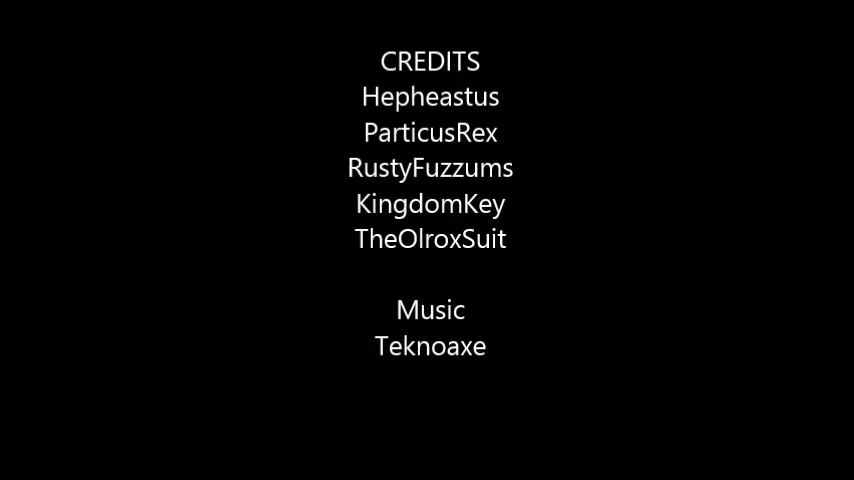 CREDITS
Hepheastus
ParticusRex
RustyFuzzums
KingdomKey
TheOlroxSuit
Music
Teknoaxe